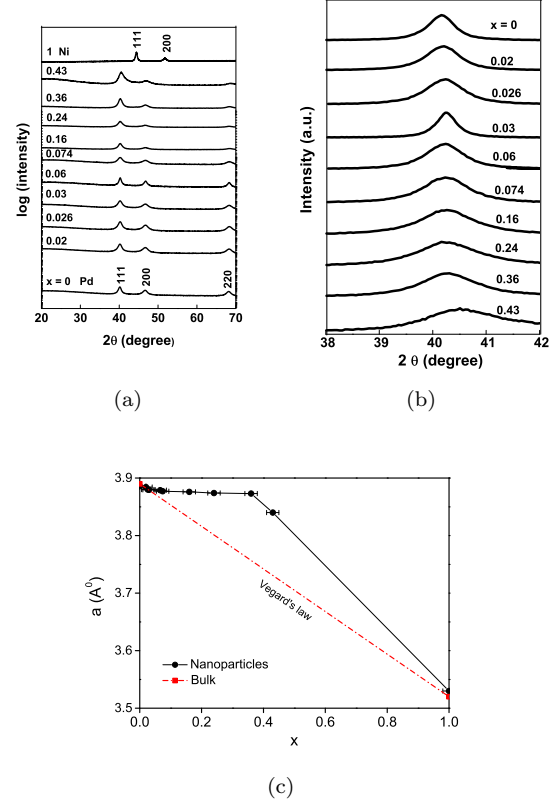 1 Ni
111
200
0.43
0.36
0.24
0.16
0.074
0.06
0.03
0.026
0.02
x = 0 Pd
111
200
220
20 30 40 50 60 70
2θ (degree)
log (intensity)
x = 0
0.02
0.026
0.03
0.06
0.074
0.16
0.24
0.36
0.43
38 39 40 41 42
2 θ (degree)
Intensity (a.u.)
(a)
(b)
3.9
3.8
3.7
3.6
3.5
a (A⁰)
Vegard's law
Nanoparticles
Bulk
0.0 0.2 0.4 0.6 0.8 1.0
x
(c)